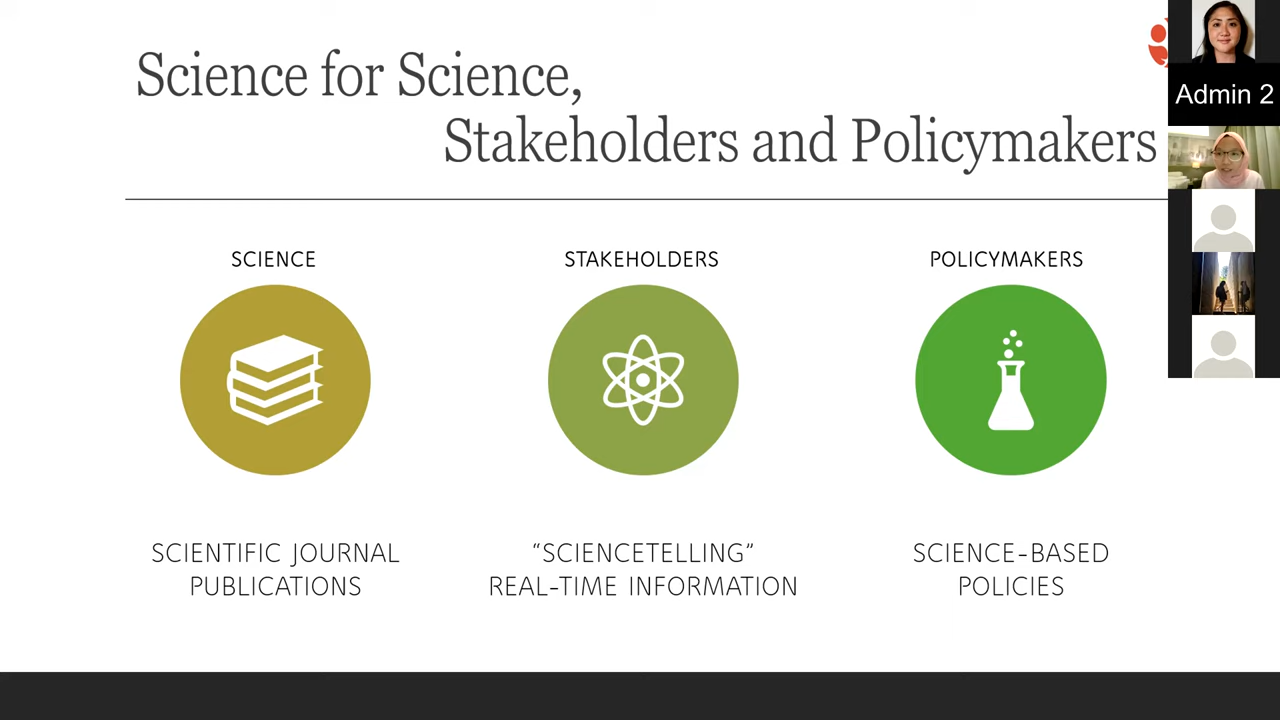 Science for Science,
Stakeholders and Policymakers
Admin 2
SCIENCE
STAKEHOLDERS
POLICYMAKERS
SCIENTIFIC JOURNAL
PUBLICATIONS
“SCIENCETELLING”
REAL-TIME INFORMATION
SCIENCE-BASED
POLICIES